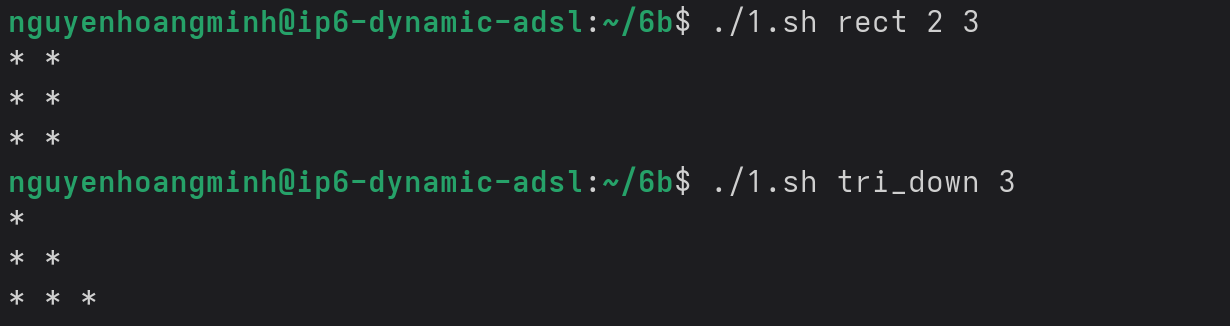 nguyenhoangminh@ip6-dynamic-adsl:~/6b$ ./1.sh rect 2 3
* *
* *
* *
nguyenhoangminh@ip6-dynamic-adsl:~/6b$ ./1.sh tri_down 3
*
* *
* * *